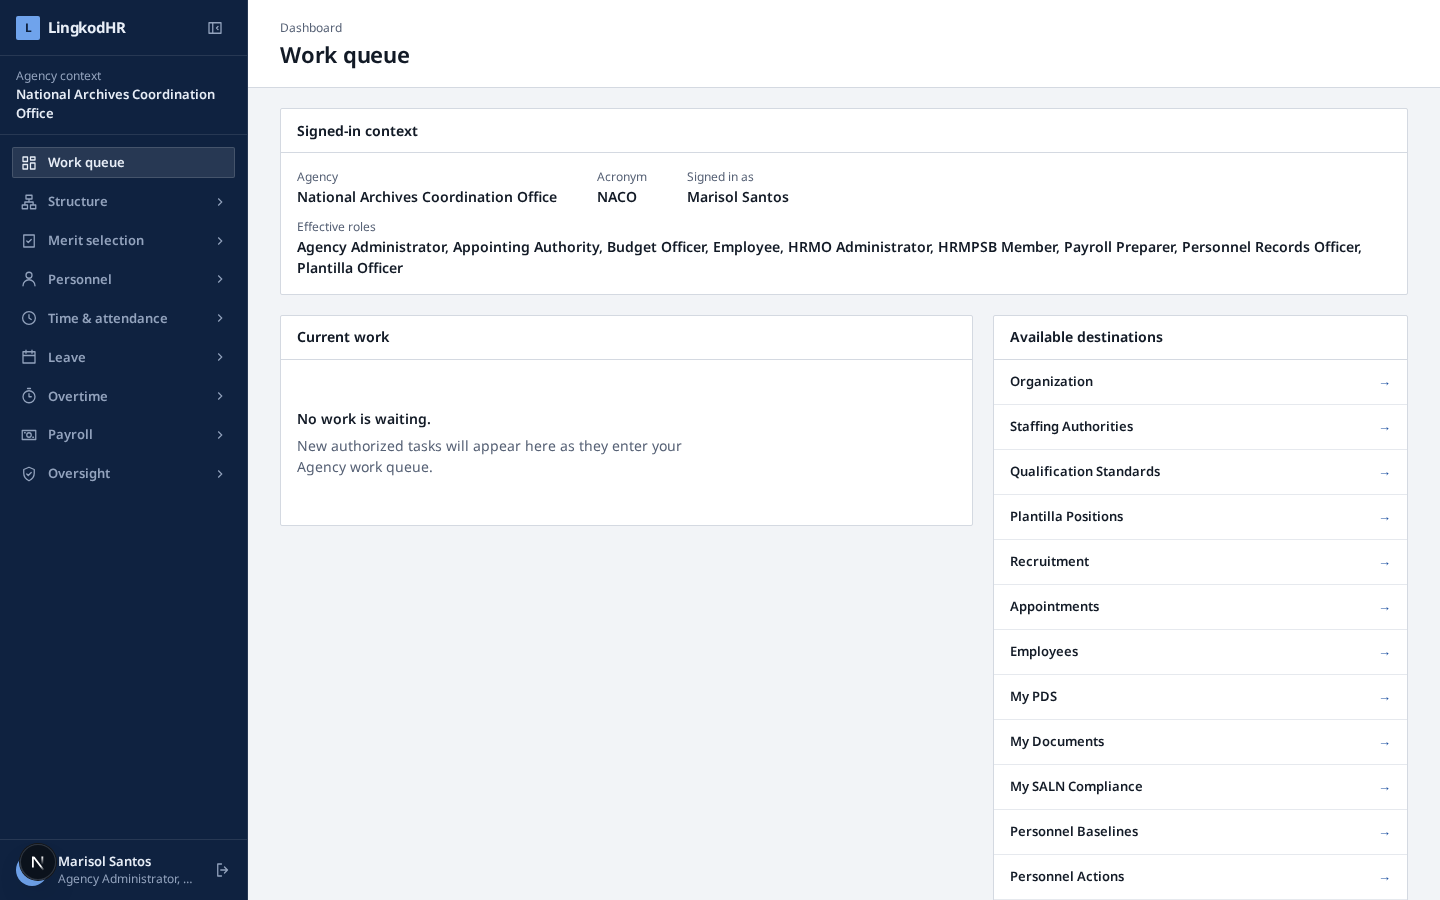 L LingkodHR
Agency context
National Archives Coordination
Office
Work queue
Structure
Merit selection
Personnel
Time & attendance
Leave
Overtime
Payroll
Oversight
N
Marisol Santos
Agency Administrator, ...
Dashboard
Work queue
Signed-in context
Agency
National Archives Coordination Office
Acronym
NACO
Signed in as
Marisol Santos
Effective roles
Agency Administrator, Appointing Authority, Budget Officer, Employee, HRMO Administrator, HRMPSB Member, Payroll Preparer, Personnel Records Officer,
Plantilla Officer
Current work
No work is waiting.
New authorized tasks will appear here as they enter your
Agency work queue.
Available destinations
Organization →
Staffing Authorities →
Qualification Standards →
Plantilla Positions →
Recruitment →
Appointments →
Employees →
My PDS →
My Documents →
My SALN Compliance →
Personnel Baselines →
Personnel Actions →